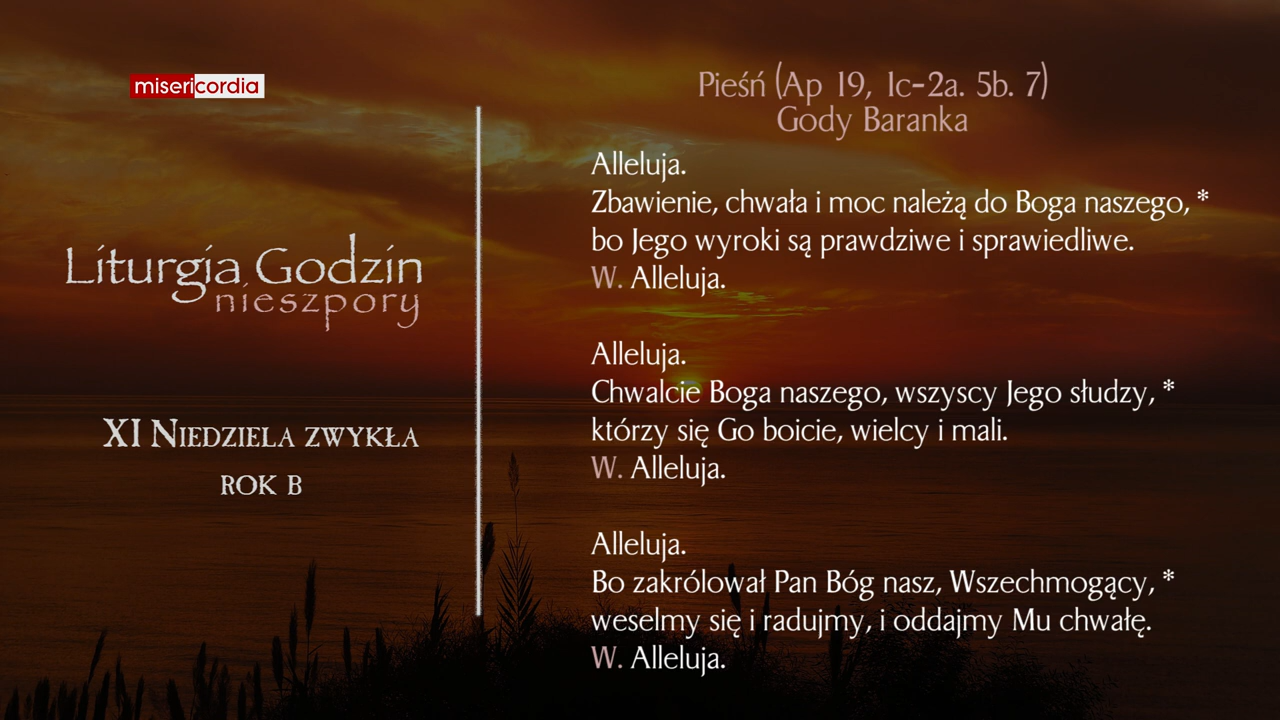 misericordia
Liturgia Godzin
nieszpory
XI Niedziela zwykła
rok B
Pieśń (Ap 19, 1c-2a. 5b. 7)
Gody Baranka
Alleluja.
Zbawienie, chwała i moc należą do Boga naszego, *
bo Jego wyroki są prawdziwe i sprawiedliwe.
W. Alleluja.
Alleluja.
Chwalcie Boga naszego, wszyscy Jego słudzy, *
którzy się Go boicie, wielcy i mali.
W. Alleluja.
Alleluja.
Bo zakrólował Pan Bóg nasz, Wszechmogący, *
weselmy się i radujmy, i oddajmy Mu chwałę.
W. Alleluja.